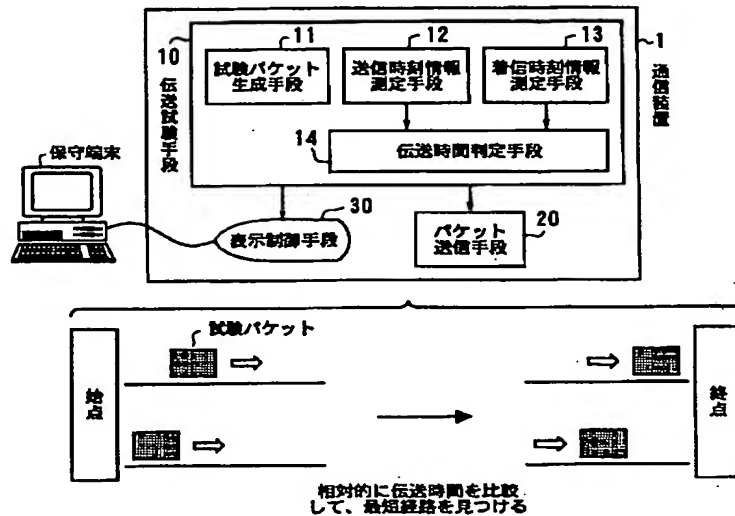 10
伝送試験手段
11
試験パケット
生成手段
12
送信時刻情報
測定手段
13
着信時刻情報
測定手段
1
通信装置
14
伝送時間判定手段
保守端末
30
表示制御手段
20
パケット
送信手段
試験パケット
始点
終点
相対的に伝送時間を比較
して、最短経路を見つける